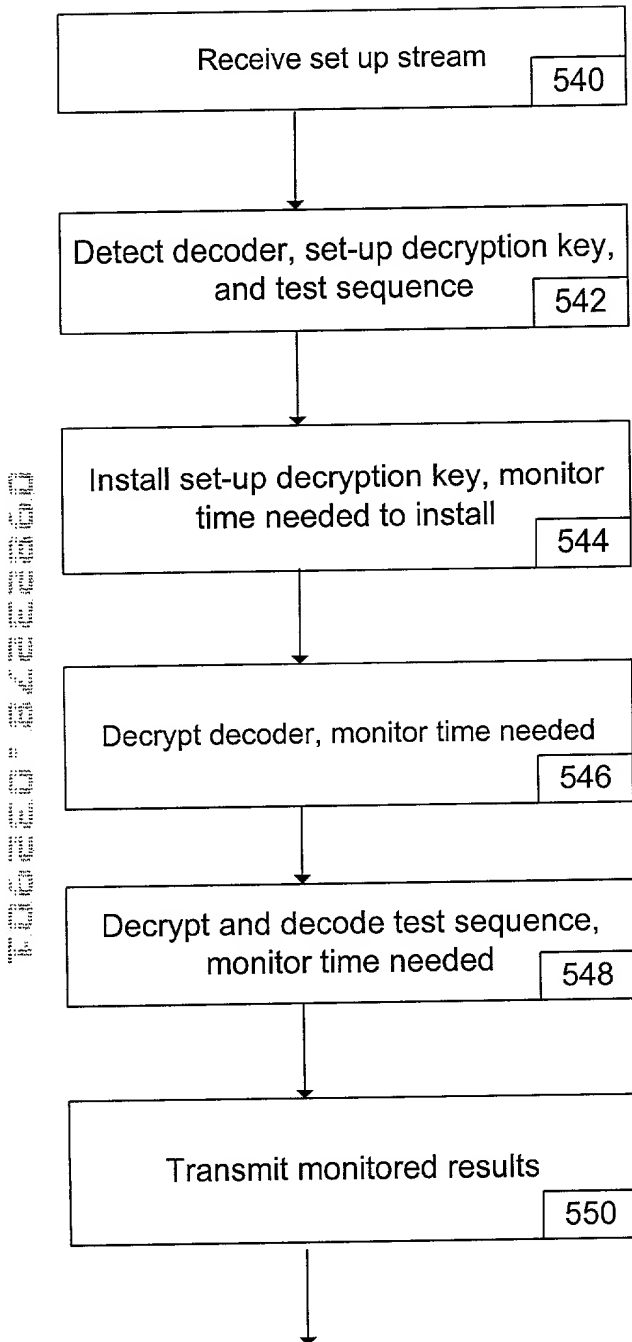 Receive set up stream
540
Detect decoder, set-up decryption key,
and test sequence
542
Install set-up decryption key, monitor
time needed to install
544
Decrypt decoder, monitor time needed
546
Decrypt and decode test sequence,
monitor time needed
548
Transmit monitored results
550